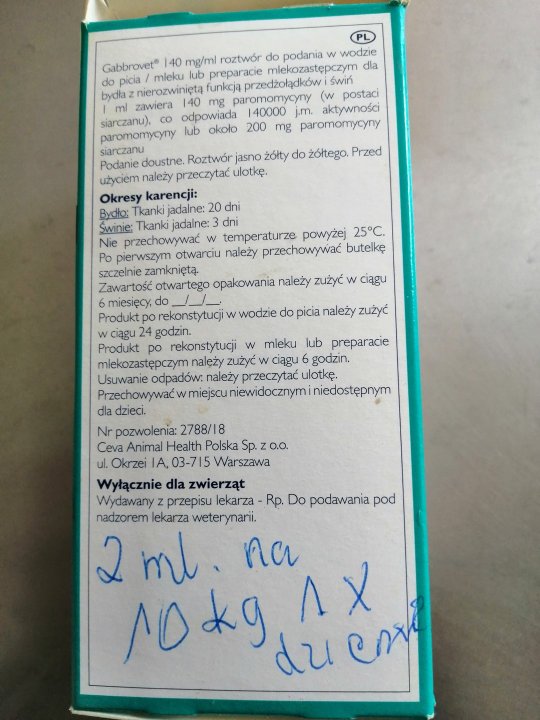 PL
Gabbrovet® 140 mg/ml roztwór do podania w wodzie
do picia / mleku lub preparacie mlekozastępczym dla
bydła z nierozwiniętą funkcją przedżołądków i świń
1 ml zawiera 140 mg paromomycyny (w postaci
siarczanu), co odpowiada 140000 j.m. aktywności
paromomycyny lub około 200 mg paromomycyny
siarczanu
Podanie doustne. Roztwór jasno żółty do żółtego. Przed
użyciem należy przeczytać ulotkę.
Okresy karencji:
Bydło: Tkanki jadalne: 20 dni
Świnie: Tkanki jadalne: 3 dni
Nie przechowywać w temperaturze powyżej 25°C.
Po pierwszym otwarciu należy przechowywać butelkę
szczelnie zamkniętą.
Zawartość otwartego opakowania należy zużyć w ciągu
6 miesięcy, do __/__/__.
Produkt po rekonstytucji w wodzie do picia należy zużyć
w ciągu 24 godzin.
Produkt po rekonstytucji w mleku lub preparacie
mlekozastępczym należy zużyć w ciągu 6 godzin.
Usuwanie odpadów: należy przeczytać ulotkę.
Przechowywać w miejscu niewidocznym i niedostępnym
dla dzieci.
Nr pozwolenia: 2788/18
Ceva Animal Health Polska Sp. z o.o.
ul. Okrzei 1A, 03-715 Warszawa
Wyłącznie dla zwierząt
Wydawany z przepisu lekarza - Rp. Do podawania pod
nadzorem lekarza weterynarii.
2 ml. na
10 kg 1 x
dziennie